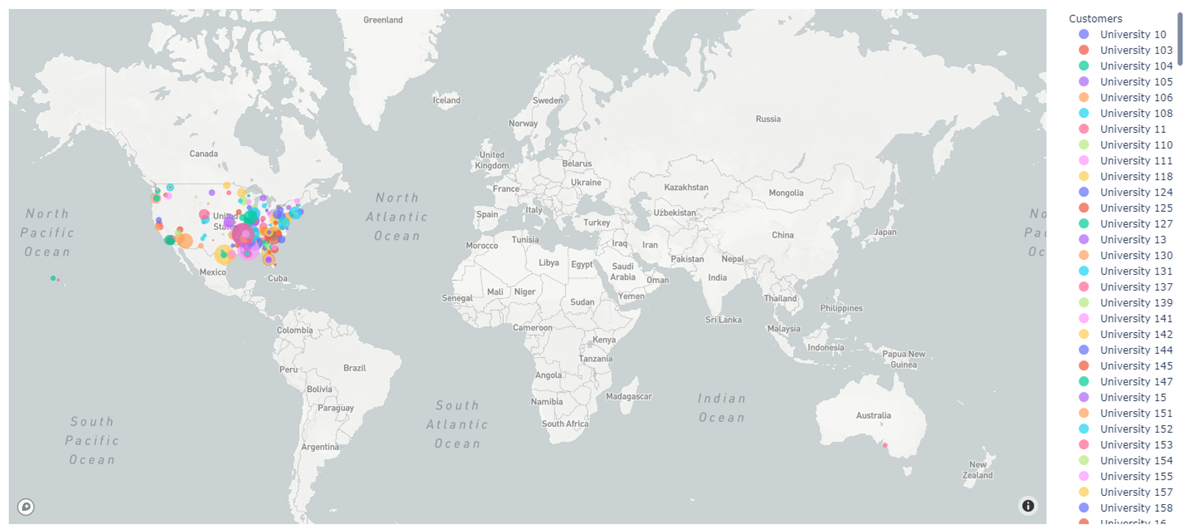 Greenland
Iceland
Sweden
Norway
Russia
Canada
United
Kingdom
Belarus
Ukraine
France
Kazakhstan
Mongolia
North
Pacific
Ocean
North
Atlantic
Ocean
United
Spain
Italy
Turkey
Uzbekistan
China
Japan
Morocco
Tunisia
Iraq
Iran
Pakistan
Nepal
Mexico
Cuba
Libya
Egypt
Saudi
Arabia
Oman
India
Senegal
Mali
Niger
Sudan
Yemen
Thailand
Philippines
Colombia
Cameroon
Kenya
Sri Lanka
Malaysia
Indonesia
Papua New
Guinea
Peru
Brazil
Tanzania
Angola
Bolivia
Paraguay
Namibia
Madagascar
Indian
Ocean
Australia
South
Pacific
Ocean
South
Atlantic
Ocean
South Africa
Argentina
New
Zealand
Customers
University 10
University 103
University 104
University 105
University 106
University 108
University 11
University 110
University 111
University 118
University 124
University 125
University 127
University 13
University 130
University 131
University 137
University 139
University 141
University 142
University 144
University 145
University 147
University 15
University 151
University 152
University 153
University 154
University 155
University 157
University 158
University 16